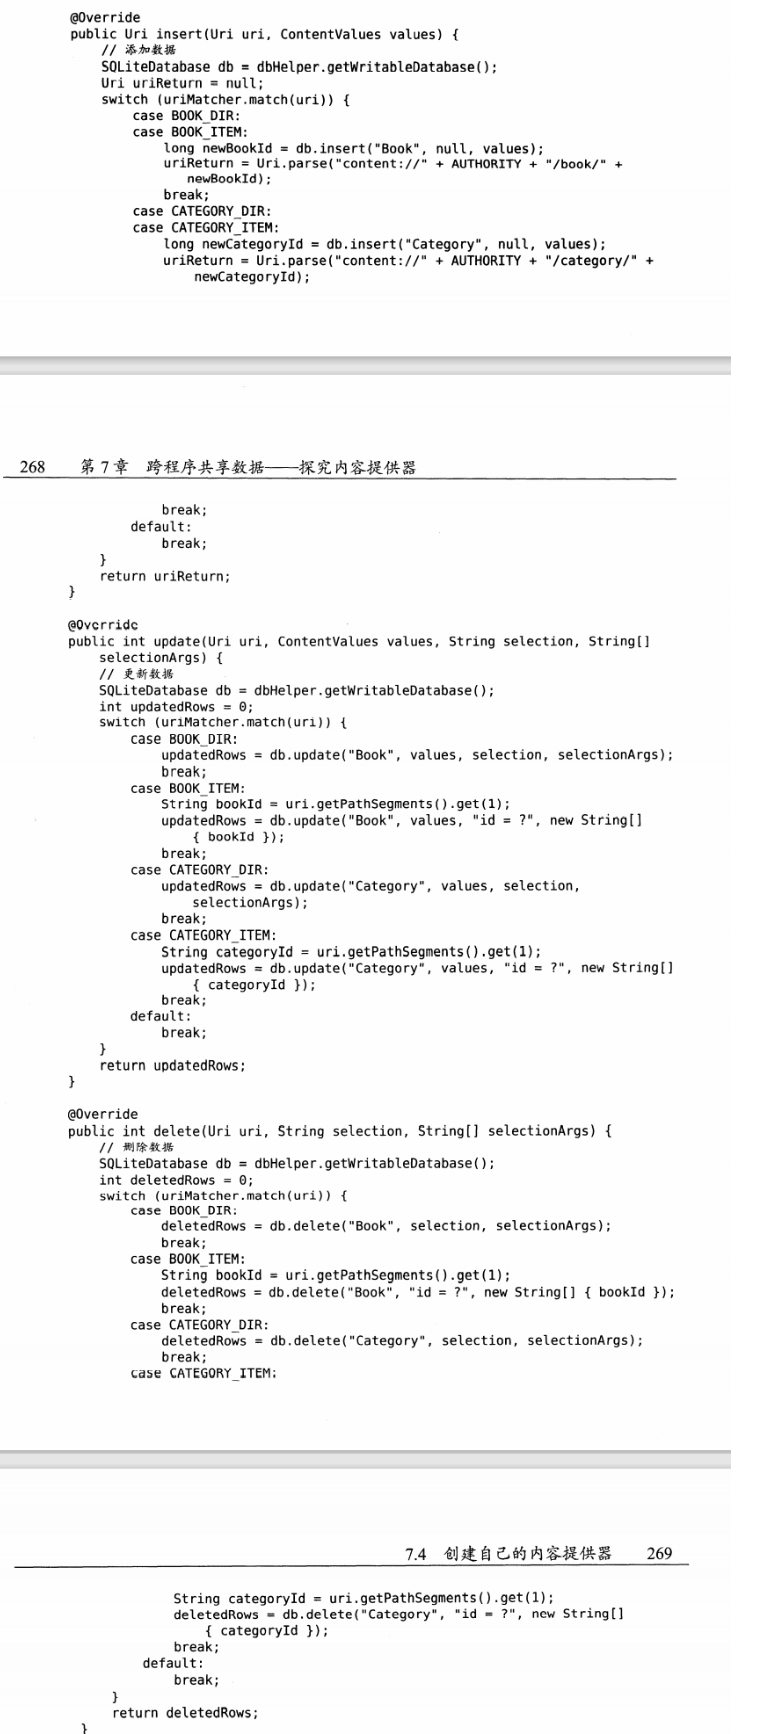 @Override
public Uri insert(Uri uri, ContentValues values) {
    // 添加数据
    SQLiteDatabase db = dbHelper.getWritableDatabase();
    Uri uriReturn = null;
    switch (uriMatcher.match(uri)) {
        case BOOK_DIR:
        case BOOK_ITEM:
            long newBookId = db.insert("Book", null, values);
            uriReturn = Uri.parse("content://" + AUTHORITY + "/book/" +
                newBookId);
            break;
        case CATEGORY_DIR:
        case CATEGORY_ITEM:
            long newCategoryId = db.insert("Category", null, values);
            uriReturn = Uri.parse("content://" + AUTHORITY + "/category/" +
                newCategoryId);
268 第 7 章 跨程序共享数据——探究内容提供器
            break;
        default:
            break;
    }
    return uriReturn;
}
@Override
public int update(Uri uri, ContentValues values, String selection, String[]
    selectionArgs) {
    // 更新数据
    SQLiteDatabase db = dbHelper.getWritableDatabase();
    int updatedRows = 0;
    switch (uriMatcher.match(uri)) {
        case BOOK_DIR:
            updatedRows = db.update("Book", values, selection, selectionArgs);
            break;
        case BOOK_ITEM:
            String bookId = uri.getPathSegments().get(1);
            updatedRows = db.update("Book", values, "id = ?", new String[]
                { bookId });
            break;
        case CATEGORY_DIR:
            updatedRows = db.update("Category", values, selection,
                selectionArgs);
            break;
        case CATEGORY_ITEM:
            String categoryId = uri.getPathSegments().get(1);
            updatedRows = db.update("Category", values, "id = ?", new String[]
                { categoryId });
            break;
        default:
            break;
    }
    return updatedRows;
}
@Override
public int delete(Uri uri, String selection, String[] selectionArgs) {
    // 删除数据
    SQLiteDatabase db = dbHelper.getWritableDatabase();
    int deletedRows = 0;
    switch (uriMatcher.match(uri)) {
        case BOOK_DIR:
            deletedRows = db.delete("Book", selection, selectionArgs);
            break;
        case BOOK_ITEM:
            String bookId = uri.getPathSegments().get(1);
            deletedRows = db.delete("Book", "id = ?", new String[] { bookId });
            break;
        case CATEGORY_DIR:
            deletedRows = db.delete("Category", selection, selectionArgs);
            break;
        case CATEGORY_ITEM:
7.4 创建自己的内容提供器 269
            String categoryId = uri.getPathSegments().get(1);
            deletedRows = db.delete("Category", "id = ?", new String[]
                { categoryId });
            break;
        default:
            break;
    }
    return deletedRows;
}